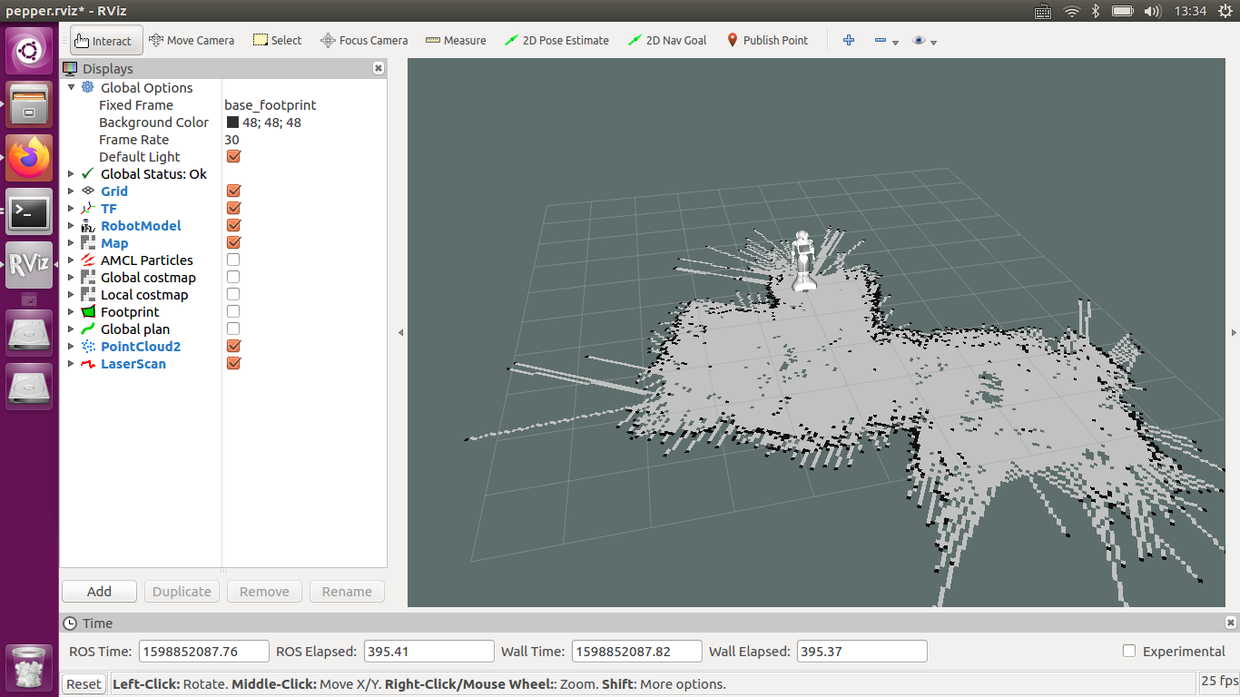 pepper.rviz* - RViz
13:34
Interact Move Camera Select Focus Camera Measure 2D Pose Estimate 2D Nav Goal Publish Point
Displays
Global Options
Fixed Frame base_footprint
Background Color 48; 48; 48
Frame Rate 30
Default Light
Global Status: Ok
Grid
TF
RobotModel
Map
AMCL Particles
Global costmap
Local costmap
Footprint
Global plan
PointCloud2
LaserScan
RViz
Add Duplicate Remove Rename
Time
ROS Time: 1598852087.76 ROS Elapsed: 395.41 Wall Time: 1598852087.82 Wall Elapsed: 395.37 Experimental
Reset Left-Click: Rotate. Middle-Click: Move X/Y. Right-Click/Mouse Wheel:: Zoom. Shift: More options. 25 fps